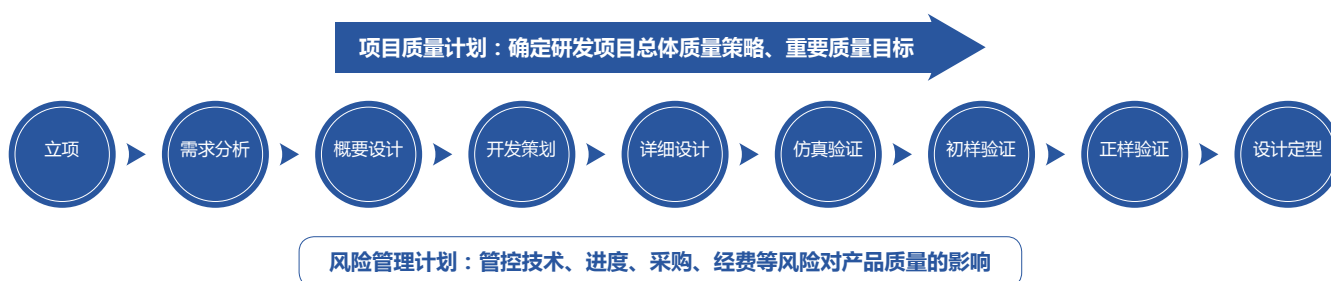 项目质量计划：确定研发项目总体质量策略、重要质量目标
立项
需求分析
概要设计
开发策划
详细设计
仿真验证
初样验证
正样验证
设计定型
风险管理计划：管控技术、进度、采购、经费等风险对产品质量的影响